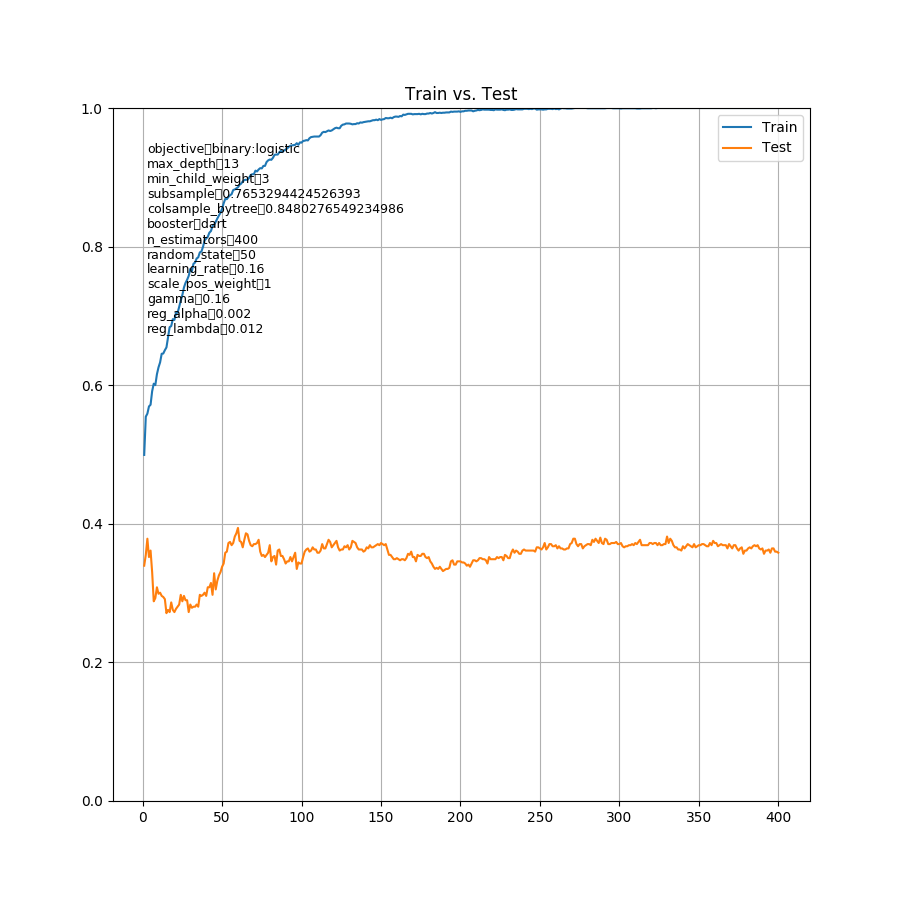 Train vs. Test
1.0
0.8
0.6
0.4
0.2
0.0
objective▯binary:logistic
max_depth▯13
min_child_weight▯3
subsample▯0.7653294424526393
colsample_bytree▯0.8480276549234986
booster▯dart
n_estimators▯400
random_state▯50
learning_rate▯0.16
scale_pos_weight▯1
gamma▯0.16
reg_alpha▯0.002
reg_lambda▯0.012
Train
Test
0 50 100 150 200 250 300 350 400